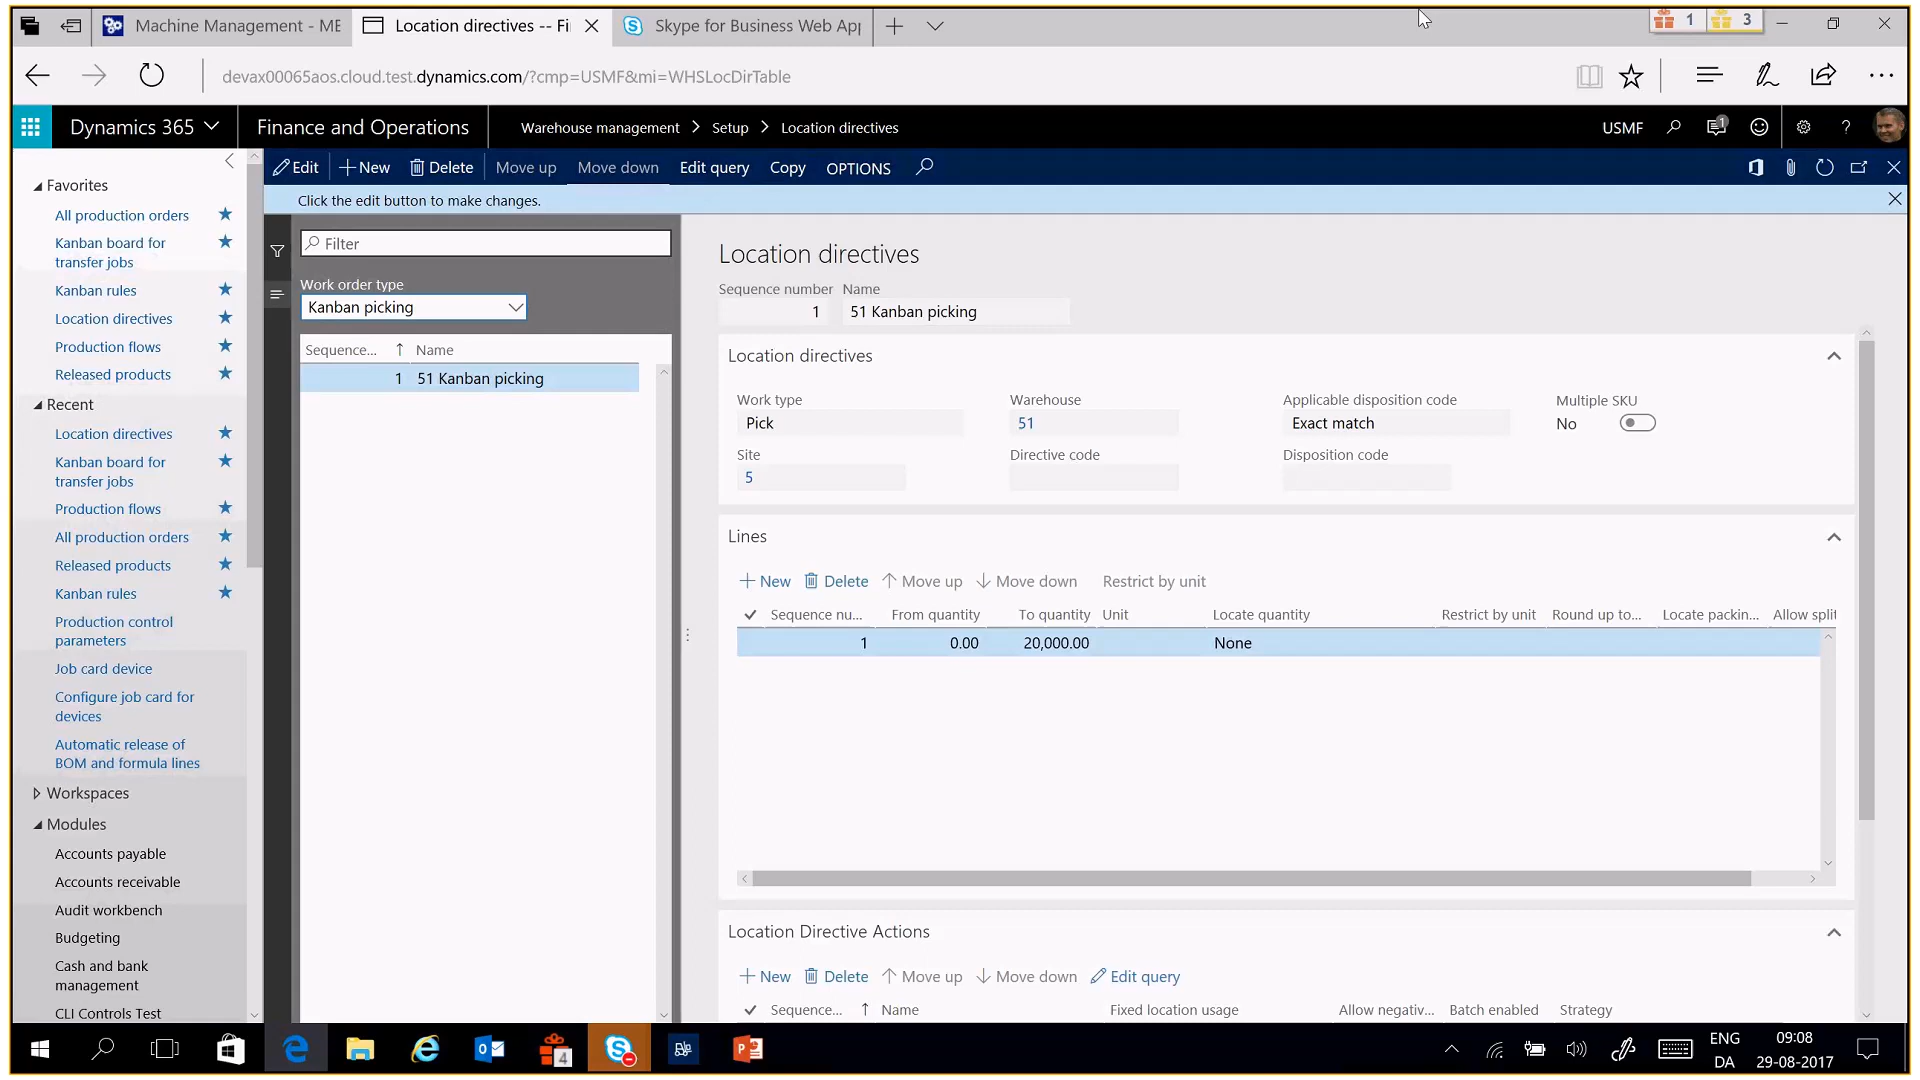 Machine Management - ME
Location directives -- Fi
Skype for Business Web App
1
3
devax00065aos.cloud.test.dynamics.com/?cmp=USMF&mi=WHSLocDirTable
Dynamics 365
Finance and Operations
Warehouse management > Setup > Location directives
USMF
1
?
Edit
New
Delete
Move up
Move down
Edit query
Copy
OPTIONS
Click the edit button to make changes.
Favorites
All production orders
Kanban board for
transfer jobs
Kanban rules
Location directives
Production flows
Released products
Recent
Location directives
Kanban board for
transfer jobs
Production flows
All production orders
Released products
Kanban rules
Production control
parameters
Job card device
Configure job card for
devices
Automatic release of
BOM and formula lines
Workspaces
Modules
Accounts payable
Accounts receivable
Audit workbench
Budgeting
Cash and bank
management
CLI Controls Test
Filter
Work order type
Kanban picking
Sequence... Name
1 51 Kanban picking
Location directives
Sequence number Name
1 51 Kanban picking
Location directives
Work type Warehouse Applicable disposition code Multiple SKU
Pick 51 Exact match No
Site Directive code Disposition code
5
Lines
New Delete Move up Move down Restrict by unit
Sequence nu... From quantity To quantity Unit Locate quantity Restrict by unit Round up to... Locate packin... Allow split
1 0.00 20,000.00 None
Location Directive Actions
New Delete Move up Move down Edit query
Sequence... Name Fixed location usage Allow negativ... Batch enabled Strategy
4
ENG
DA
09:08
29-08-2017